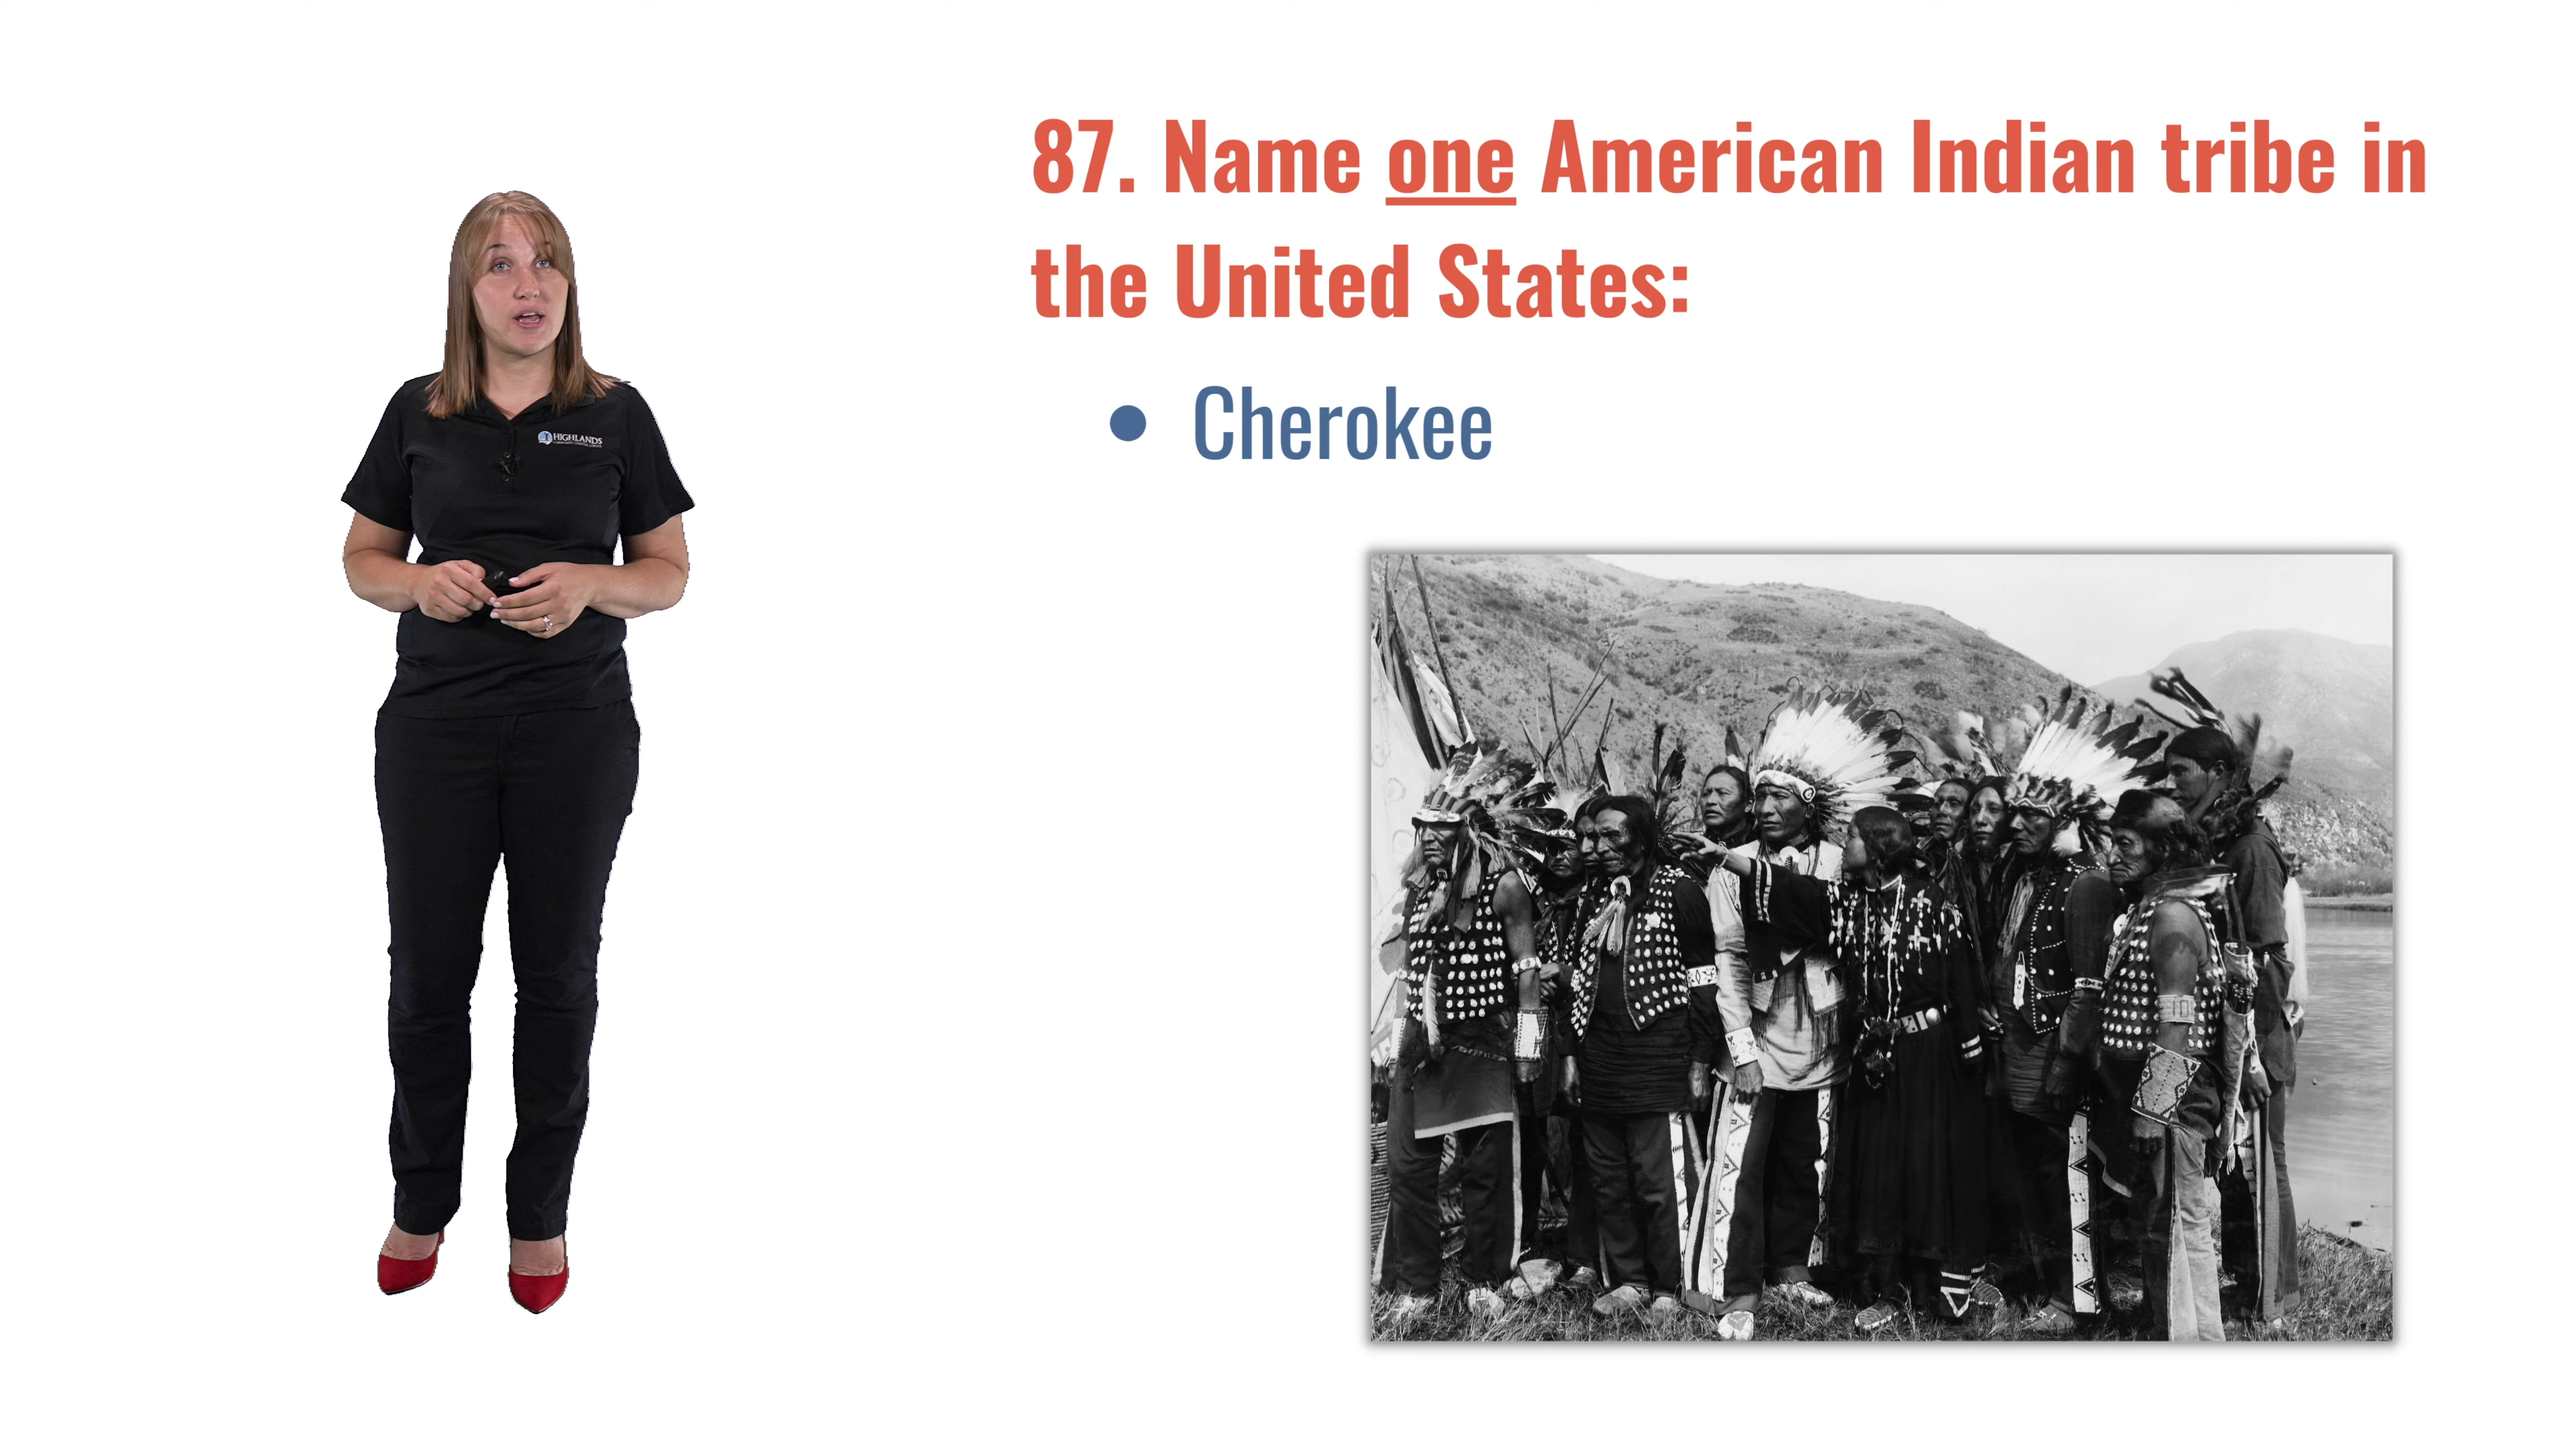 87. Name one American Indian tribe in
the United States:
• Cherokee
HIGHLANDS